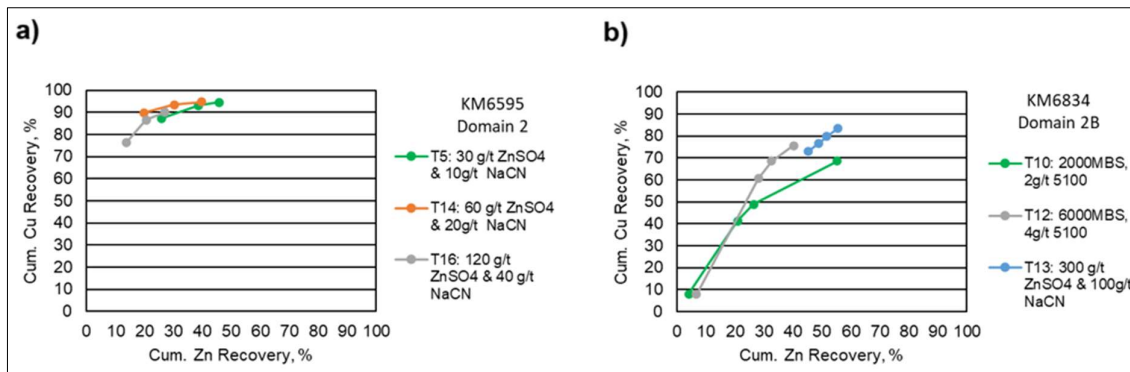 a)
KM6595
Domain 2
Cum. Cu Recovery, %
100
90
80
70
60
50
40
30
20
10
0
0 10 20 30 40 50 60 70 80 90 100
Cum. Zn Recovery, %
T5: 30 g/t ZnSO4
& 10g/t NaCN
T14: 60 g/t ZnSO4
& 20g/t NaCN
T16: 120 g/t
ZnSO4 & 40 g/t
NaCN
b)
KM6834
Domain 2B
Cum. Cu Recovery, %
100
90
80
70
60
50
40
30
20
10
0
0 10 20 30 40 50 60 70 80 90 100
Cum. Zn Recovery, %
T10: 2000MBS,
2g/t 5100
T12: 6000MBS,
4g/t 5100
T13: 300 g/t
ZnSO4 & 100g/t
NaCN